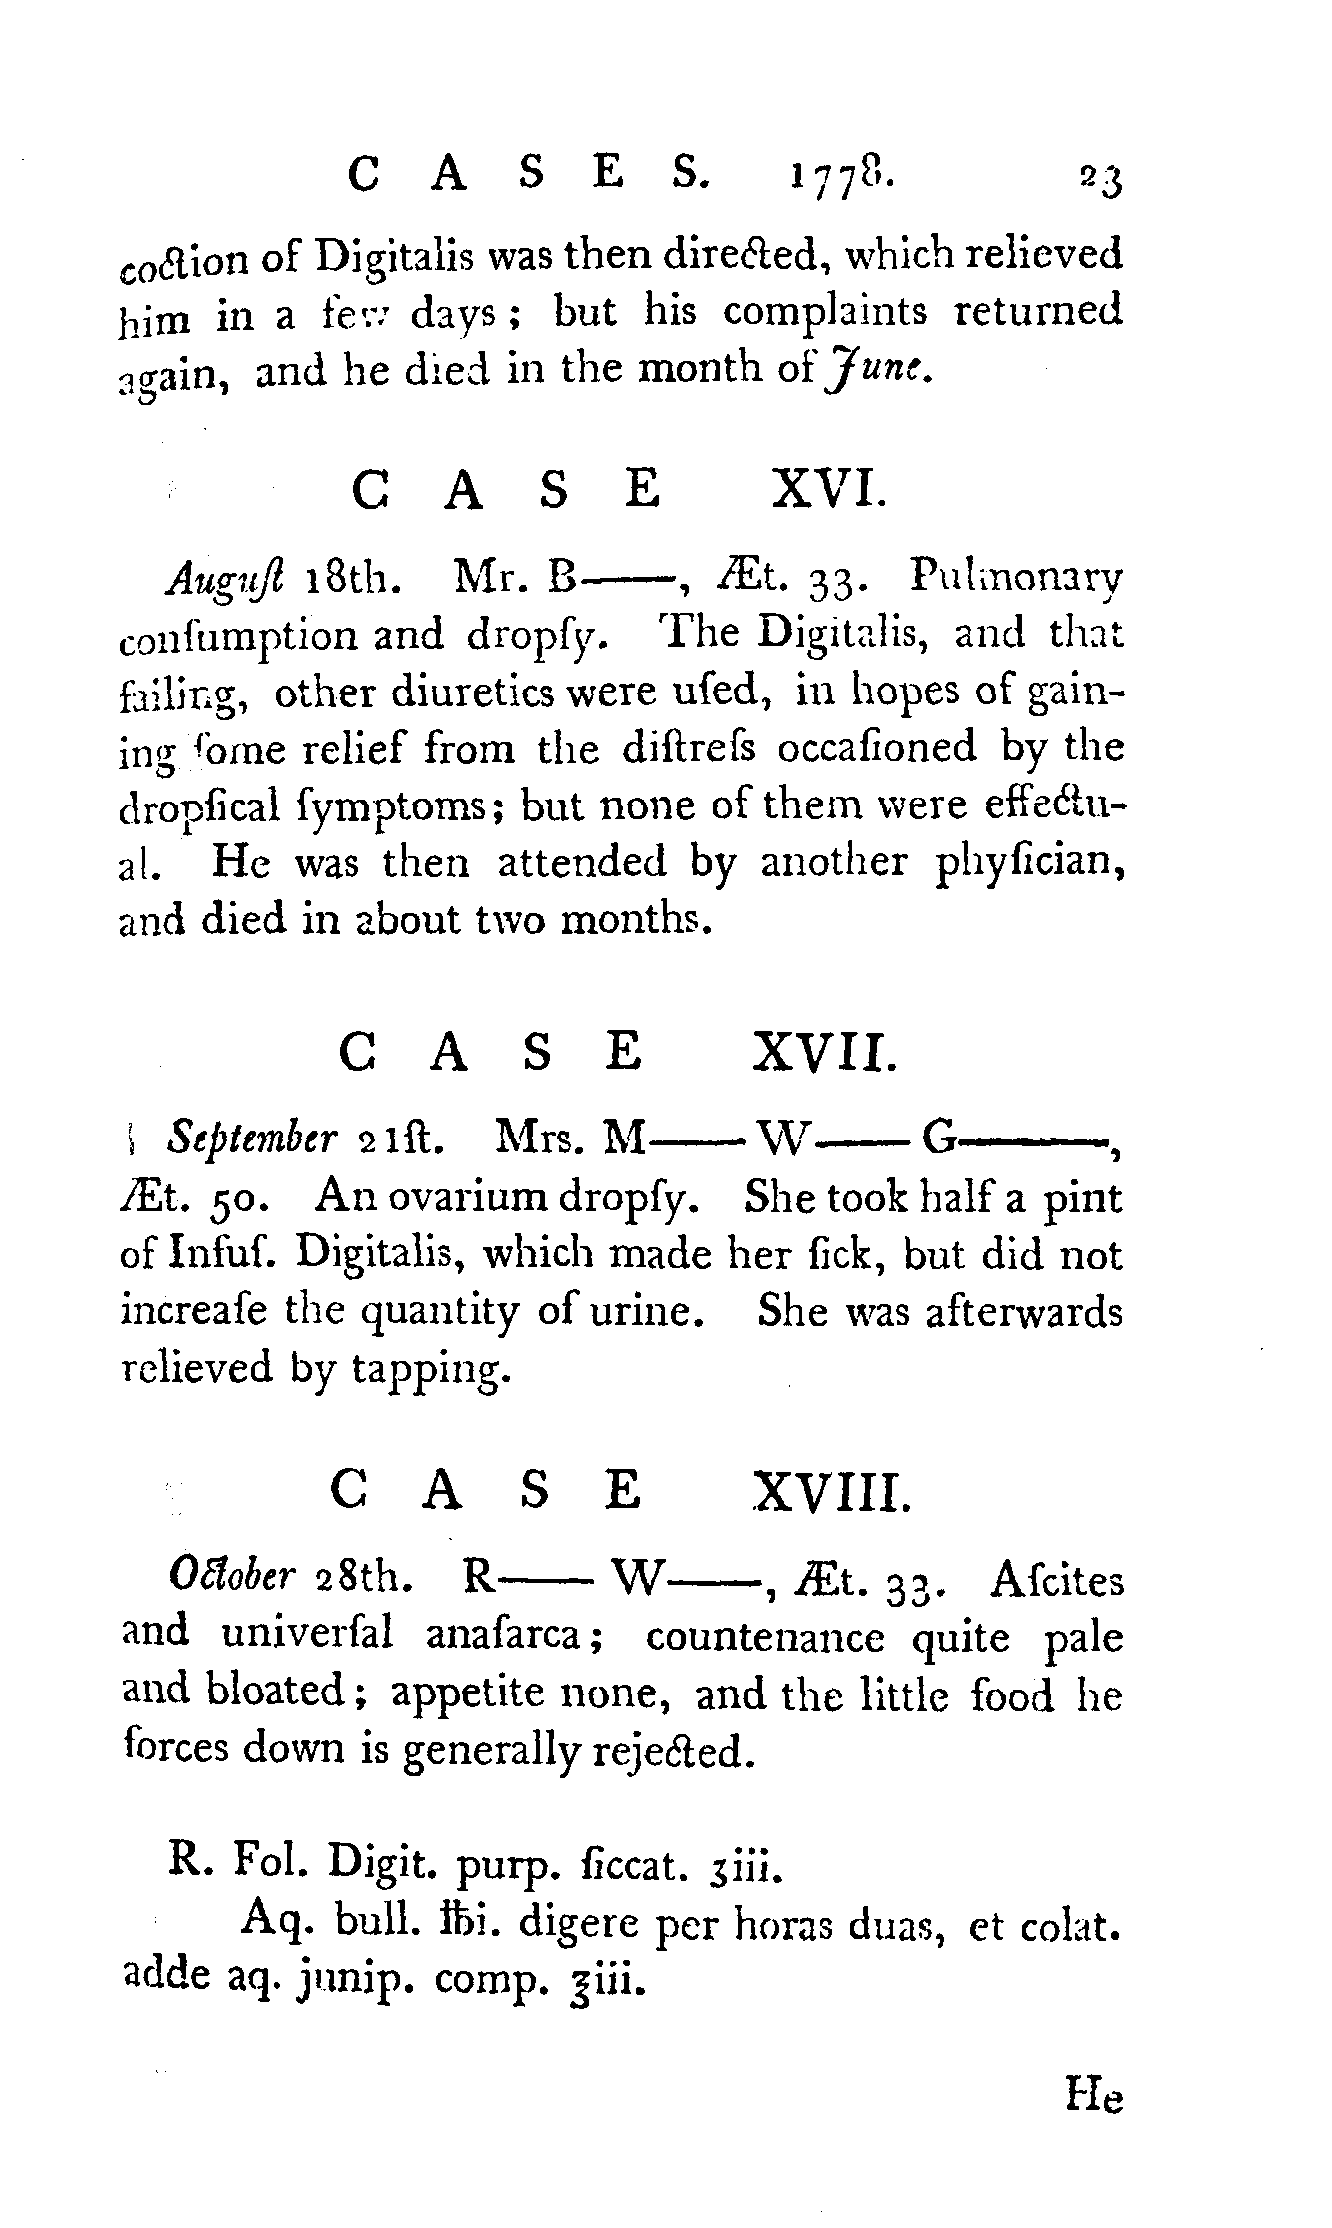 C A S E S. 1778. 23
coction of Digitalis was then directed, which relieved
him in a few days; but his complaints returned
again, and he died in the month of June.
C A S E XVI.
Auguſt 18th. Mr. B——, Æt. 33. Pulmonary
conſumption and dropſy. The Digitalis, and that
failing, other diuretics were uſed, in hopes of gain-
ing ſome relief from the diſtreſs occaſioned by the
dropſical ſymptoms; but none of them were effectu-
al. He was then attended by another phyſician,
and died in about two months.
C A S E XVII.
September 21ſt. Mrs. M—— W—— G———,
Æt. 50. An ovarium dropſy. She took half a pint
of Infuſ. Digitalis, which made her ſick, but did not
increaſe the quantity of urine. She was afterwards
relieved by tapping.
C A S E XVIII.
October 28th. R—— W——, Æt. 33. Aſcites
and univerſal anaſarca; countenance quite pale
and bloated; appetite none, and the little food he
forces down is generally rejected.
R. Fol. Digit. purp. ſiccat. ʒiii.
Aq. bull. ℔i. digere per horas duas, et colat.
adde aq. junip. comp. ℥iii.
He